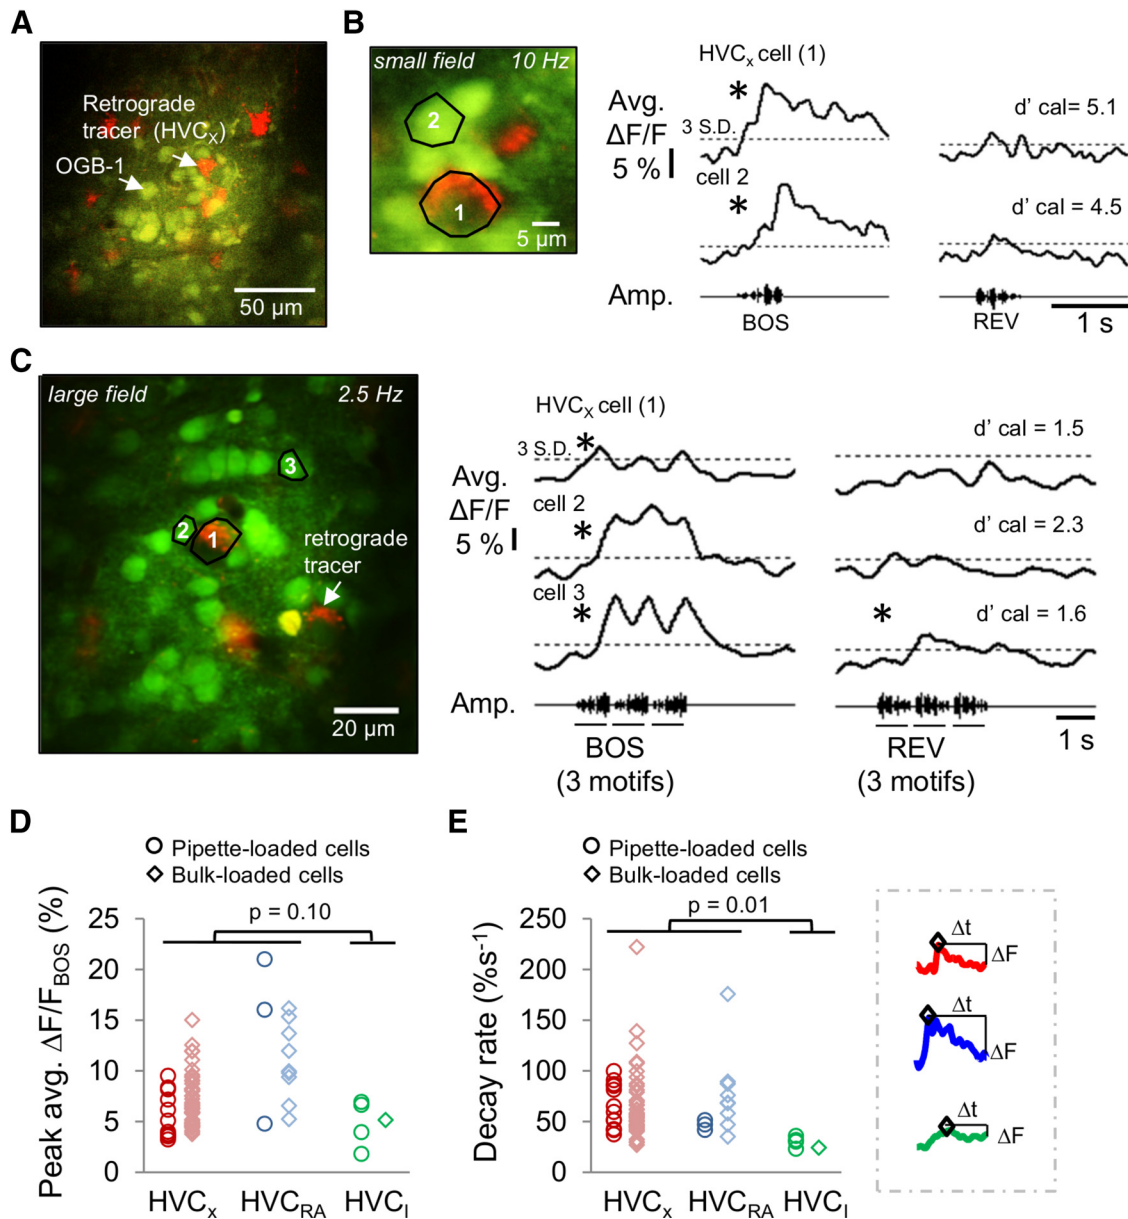 A
Retrograde
tracer (HVCX)
OGB-1
50 µm
B
small field 10 Hz
2
1
5 µm
HVCx cell (1)
*
Avg.
ΔF/F
5 %
3 S.D.
d' cal= 5.1
cell 2
*
d' cal = 4.5
Amp.
BOS
REV
1 s
C
large field 2.5 Hz
3
2
1
retrograde
tracer
20 µm
HVCX cell (1)
3 S.D.
*
d' cal = 1.5
Avg.
ΔF/F
5 %
cell 2
*
d' cal = 2.3
cell 3
*
*
d' cal = 1.6
Amp.
BOS
(3 motifs)
REV
(3 motifs)
1 s
D
Pipette-loaded cells
Bulk-loaded cells
p = 0.10
Peak avg. ΔF/FBOS (%)
25
20
15
10
5
0
HVCx HVCRA HVCI
E
Pipette-loaded cells
Bulk-loaded cells
p = 0.01
Decay rate (%s-1)
250
200
150
100
50
0
HVCx HVCRA HVCI
Δt
ΔF
Δt
ΔF
Δt
ΔF